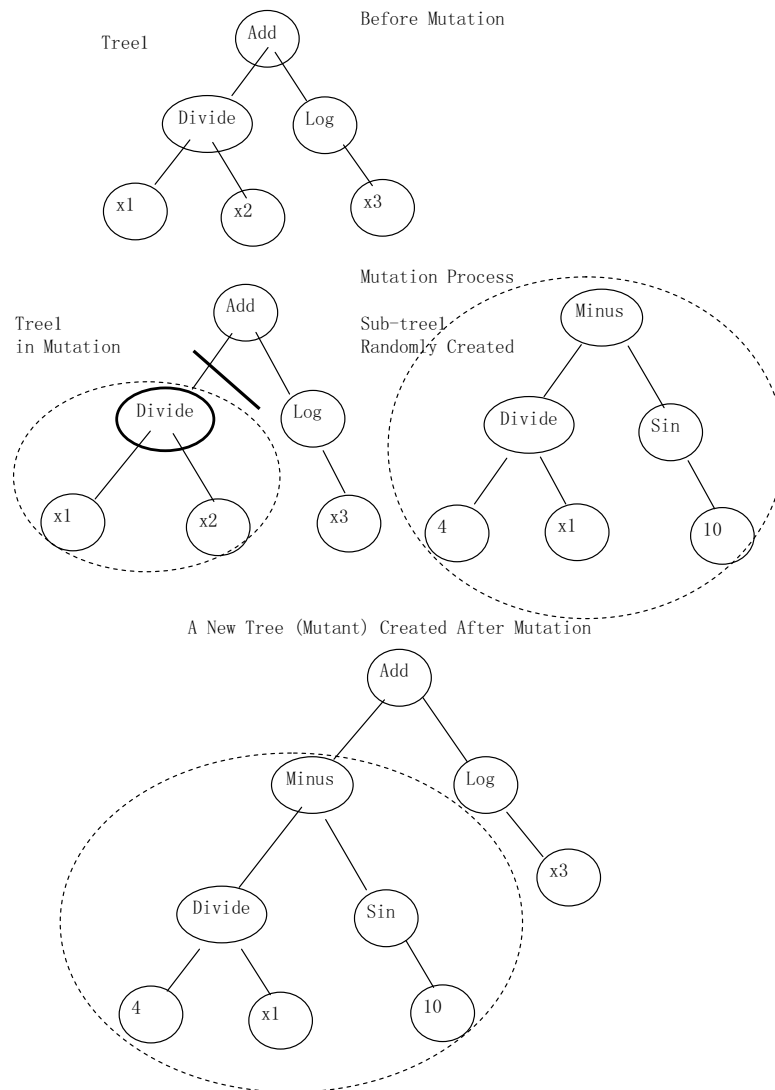 Before Mutation
Tree1
Add
Divide
Log
x1
x2
x3
Mutation Process
Tree1
in Mutation
Add
Divide
Log
x1
x2
x3
Sub-tree1
Randomly Created
Minus
Divide
Sin
4
x1
10
A New Tree (Mutant) Created After Mutation
Add
Minus
Log
x3
Divide
Sin
4
x1
10